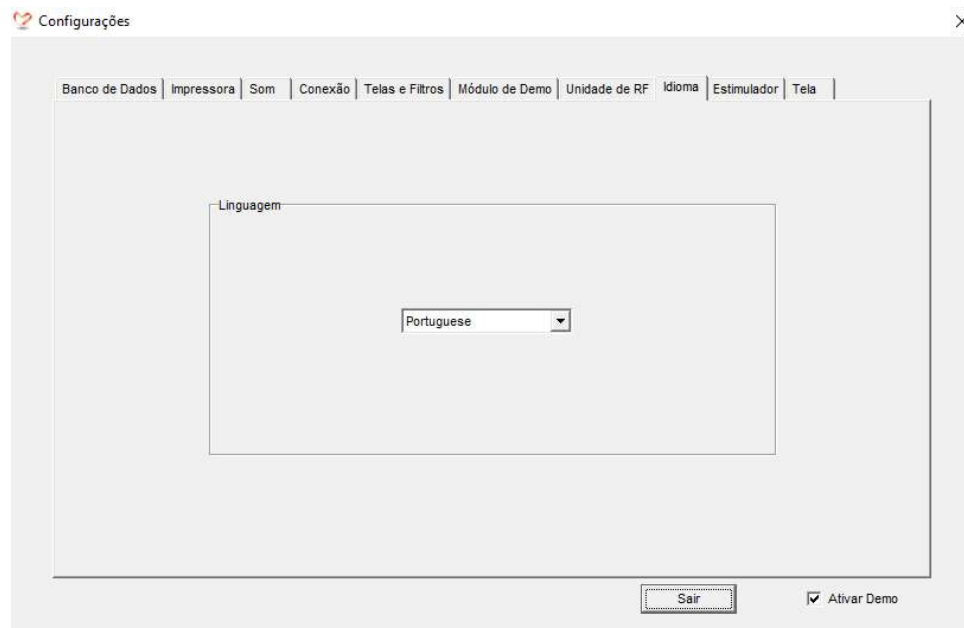 Configurações
Banco de Dados Impressora Som Conexão Telas e Filtros Módulo de Demo Unidade de RF Idioma Estimulador Tela
Linguagem
Portuguese
Sair Ativar Demo